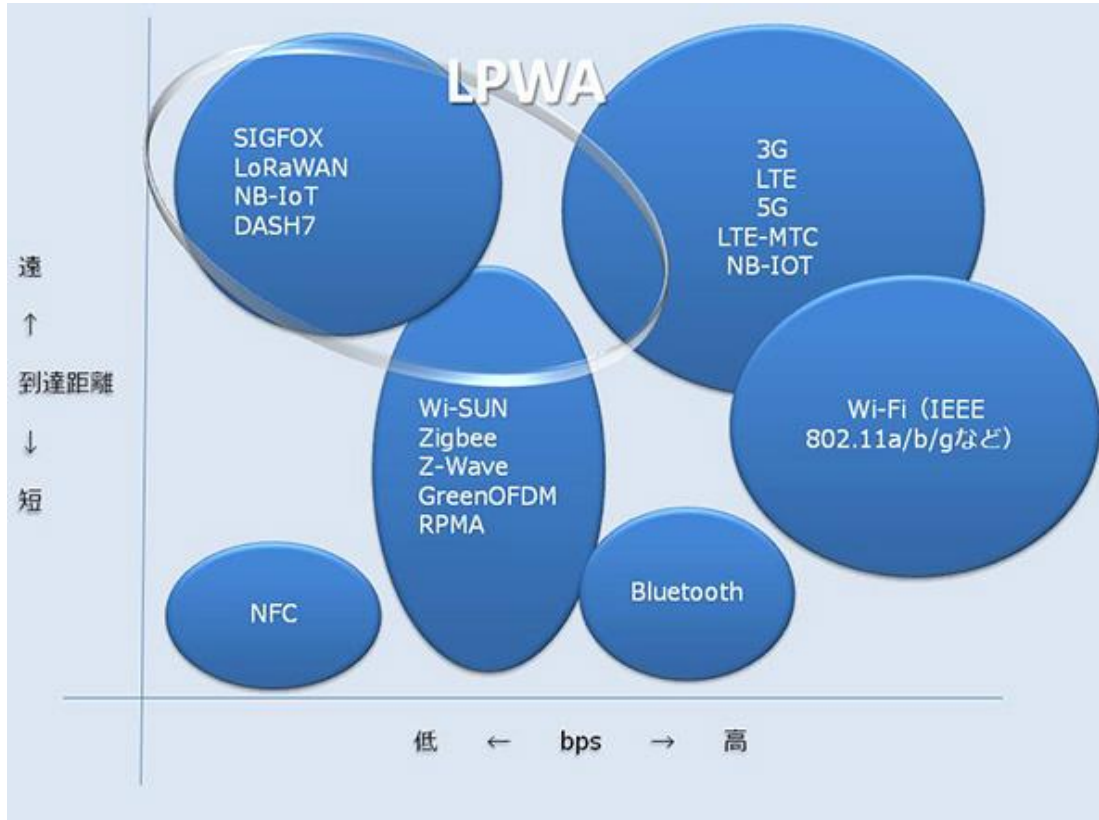 LPWA
SIGFOX
LoRaWAN
NB-IoT
DASH7
3G
LTE
5G
LTE-MTC
NB-IOT
遠
↑
到達距離
↓
短
Wi-SUN
Zigbee
Z-Wave
GreenOFDM
RPMA
Wi-Fi（IEEE
802.11a/b/gなど）
NFC
Bluetooth
低 ← bps → 高